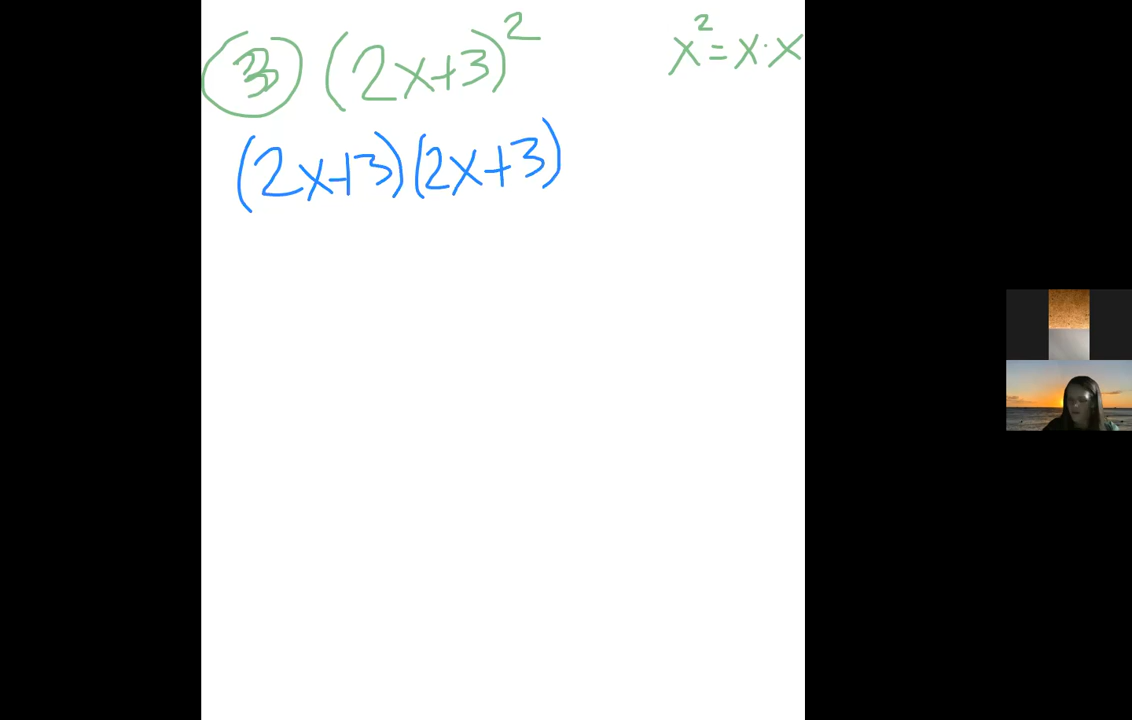 ③ (2x+3)² x² = x·x
(2x+3)(2x+3)